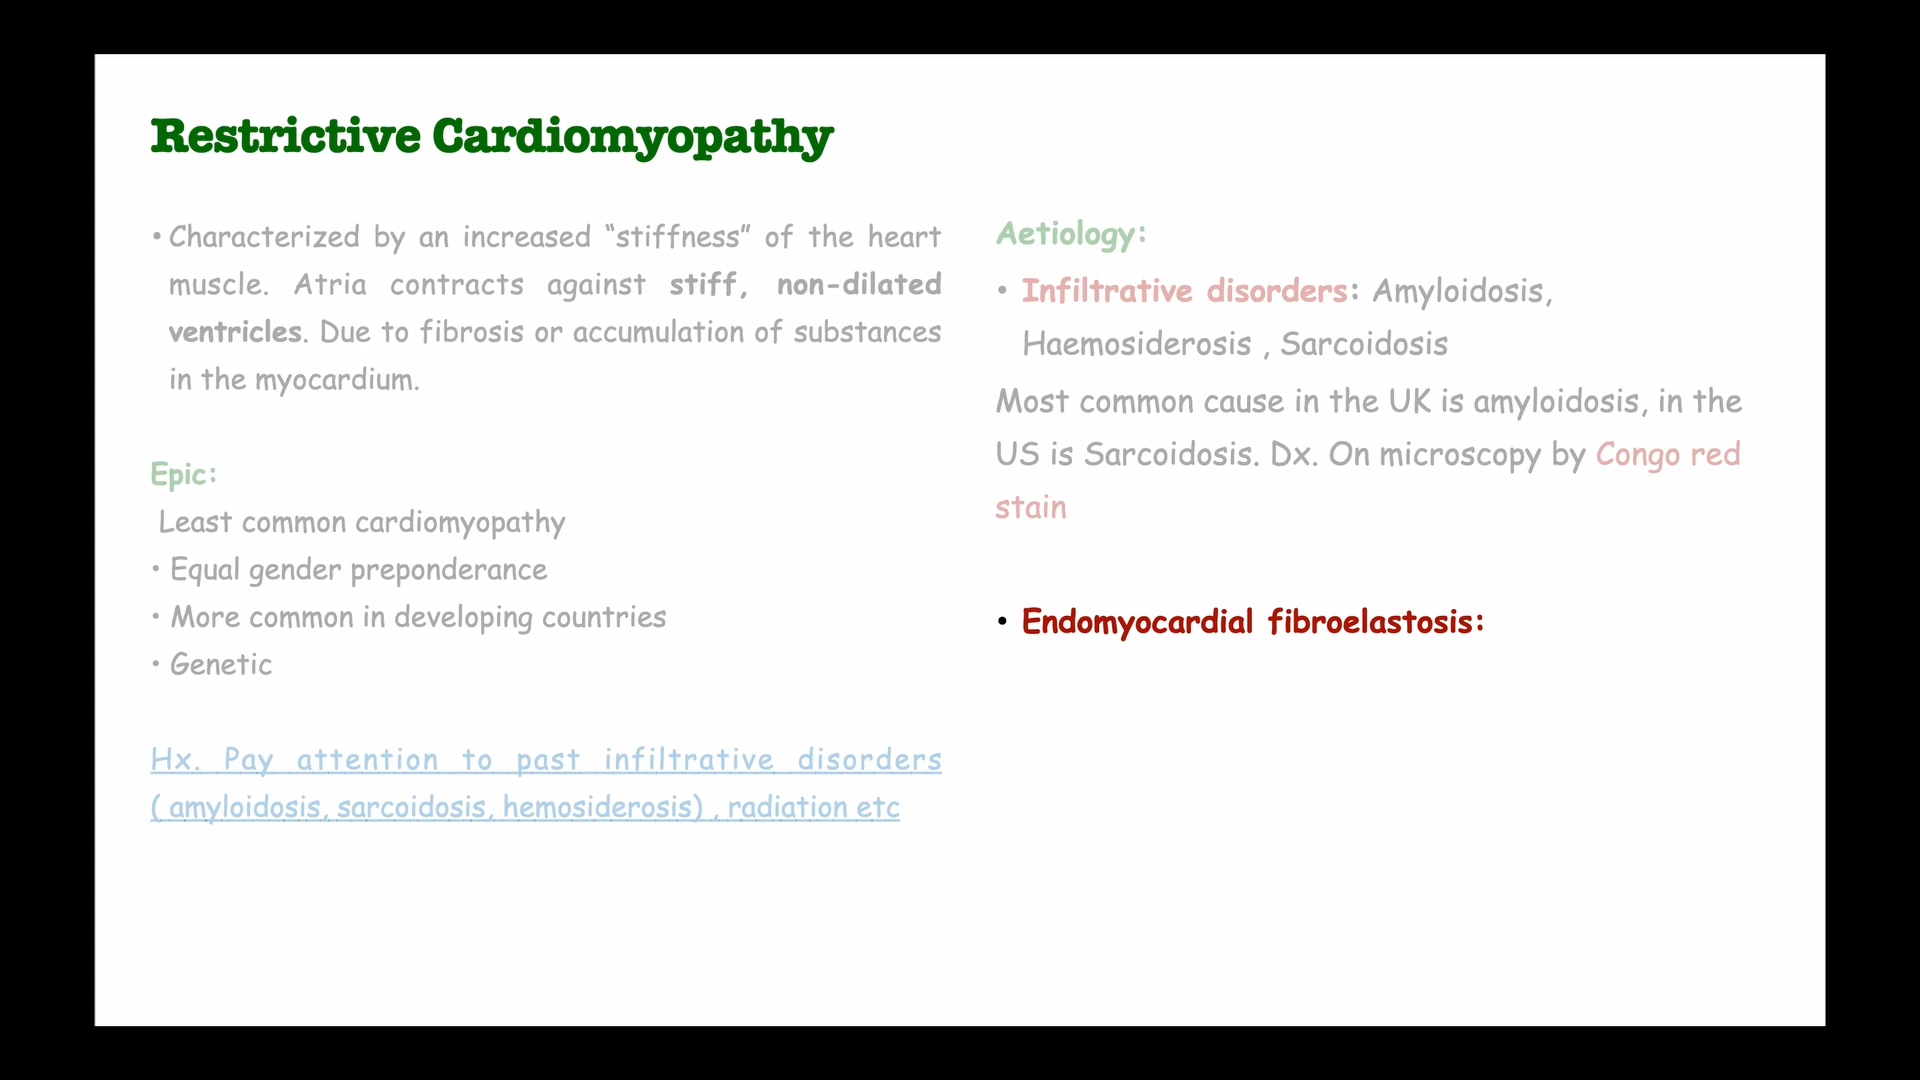 Restrictive Cardiomyopathy
• Characterized by an increased “stiffness” of the heart
muscle. Atria contracts against stiff, non-dilated
ventricles. Due to fibrosis or accumulation of substances
in the myocardium.
Epic:
Least common cardiomyopathy
• Equal gender preponderance
• More common in developing countries
• Genetic
Hx. Pay attention to past infiltrative disorders
( amyloidosis, sarcoidosis, hemosiderosis) , radiation etc
Aetiology:
• Infiltrative disorders: Amyloidosis,
Haemosiderosis , Sarcoidosis
Most common cause in the UK is amyloidosis, in the
US is Sarcoidosis. Dx. On microscopy by Congo red
stain
• Endomyocardial fibroelastosis: